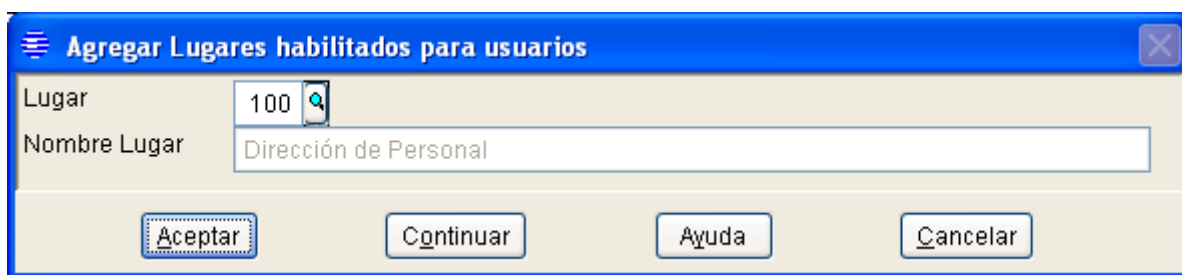 Agregar Lugares habilitados para usuarios
Lugar 100
Nombre Lugar Dirección de Personal
Aceptar Continuar Ayuda Cancelar